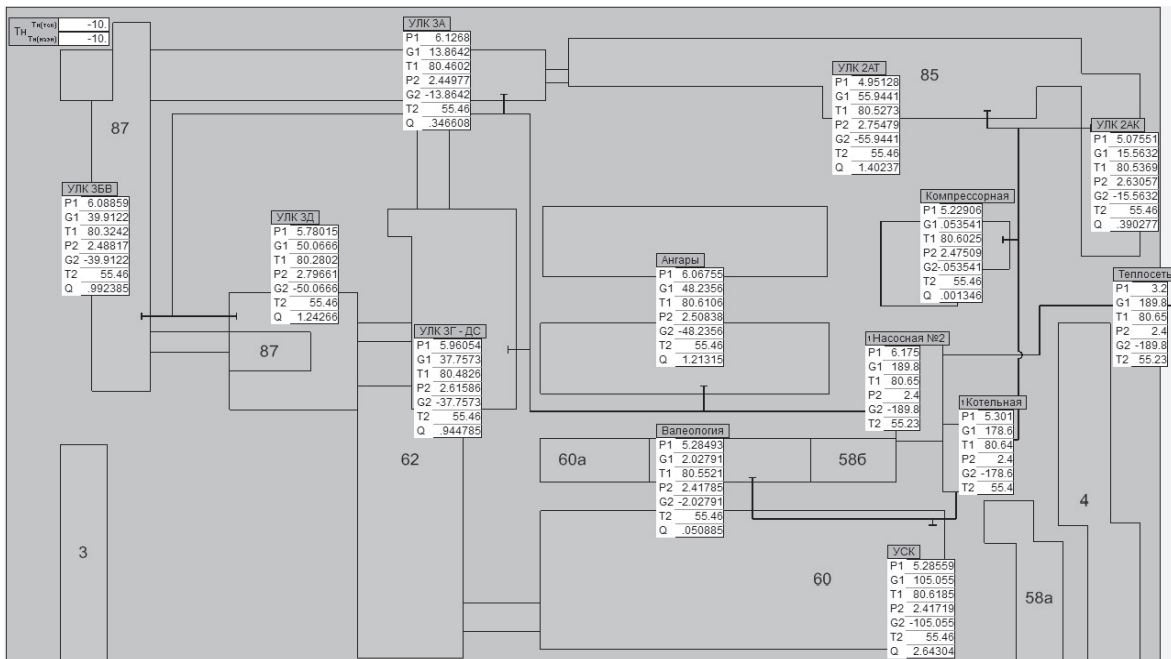 Тн Тн(тек) -10.
Тн(назн) -10.
УЛК 3А
P1 6.1268
G1 13.8642
T1 80.4602
P2 2.44977
G2 -13.8642
T2 55.46
Q .346608
УЛК 2АТ
P1 4.95128
G1 55.9441
T1 80.5273
P2 2.75479
G2 -55.9441
T2 55.46
Q 1.40237
85
87
УЛК 2АК
P1 5.07551
G1 15.5632
T1 80.5369
P2 2.63057
G2 -15.5632
T2 55.46
Q .390277
УЛК 3БВ
P1 6.08859
G1 39.9122
T1 80.3242
P2 2.48817
G2 -39.9122
T2 55.46
Q .992385
УЛК 3Д
P1 5.78015
G1 50.0666
T1 80.2802
P2 2.79661
G2 -50.0666
T2 55.46
Q 1.24266
Компрессорная
P1 5.22906
G1 .053541
T1 80.6025
P2 2.47509
G2 -.053541
T2 55.46
Q .001346
Ангары
P1 6.06755
G1 48.2356
T1 80.6106
P2 2.50838
G2 -48.2356
T2 55.46
Q 1.21315
Теплосеть
P1 3.2
G1 189.8
T1 80.65
P2 2.4
G2 -189.8
T2 55.23
87
УЛК 3Г - ДС
P1 5.96054
G1 37.7573
T1 80.4826
P2 2.61586
G2 -37.7573
T2 55.46
Q .944785
Насосная №2
P1 6.175
G1 189.8
T1 80.65
P2 2.4
G2 -189.8
T2 55.23
Котельная
P1 5.301
G1 178.6
T1 80.64
P2 2.4
G2 -178.6
T2 55.4
Валеология
P1 5.28493
G1 2.02791
T1 80.5521
P2 2.41785
G2 -2.02791
T2 55.46
Q .050885
62
60а
58б
4
3
60
УСК
P1 5.28559
G1 105.055
T1 80.6185
P2 2.41719
G2 -105.055
T2 55.46
Q 2.64304
58а